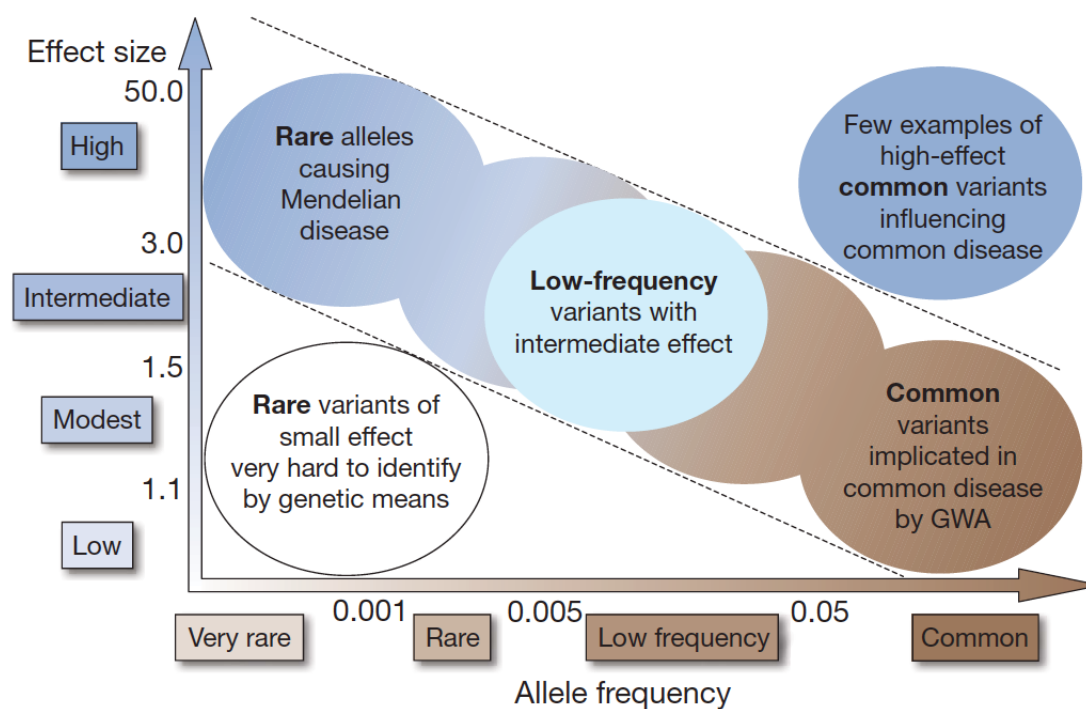 Effect size
50.0
High
3.0
Intermediate
1.5
Modest
1.1
Low
Rare alleles
causing
Mendelian
disease
Few examples of
high-effect
common variants
influencing
common disease
Low-frequency
variants with
intermediate effect
Rare variants of
small effect
very hard to identify
by genetic means
Common
variants
implicated in
common disease
by GWA
0.001
0.005
0.05
Very rare
Rare
Low frequency
Common
Allele frequency